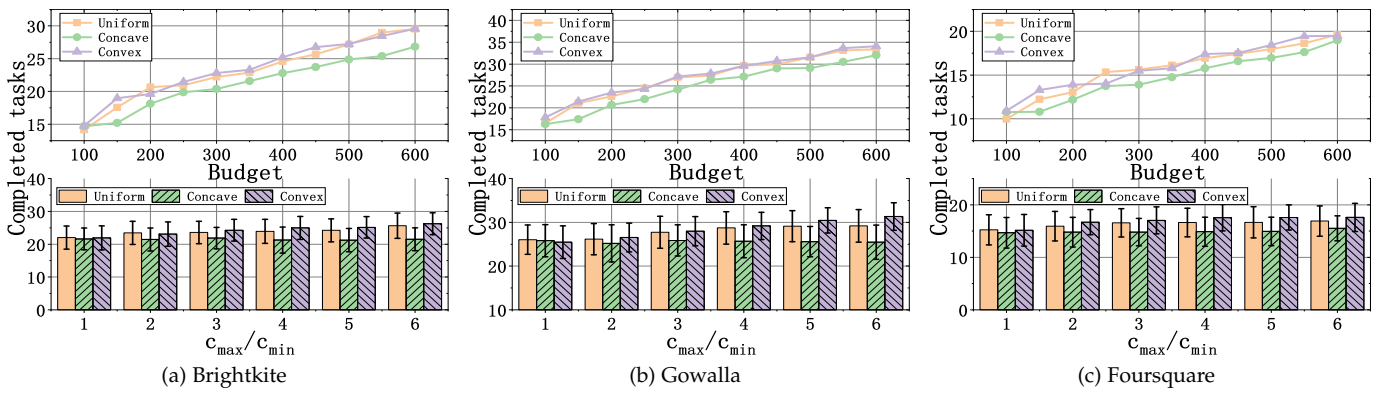 Completed tasks
30
25
20
15
Uniform
Concave
Convex
100 200 300 400 500 600
Budget
40
30
20
10
0
Uniform Concave Convex
1 2 3 4 5 6
c_max/c_min
(a) Brightkite
Completed tasks
40
35
30
25
20
15
Uniform
Concave
Convex
100 200 300 400 500 600
Budget
40
30
20
10
Uniform Concave Convex
1 2 3 4 5 6
c_max/c_min
(b) Gowalla
Completed tasks
20
15
10
Uniform
Concave
Convex
100 200 300 400 500 600
Budget
20
10
0
Uniform Concave Convex
1 2 3 4 5 6
c_max/c_min
(c) Foursquare